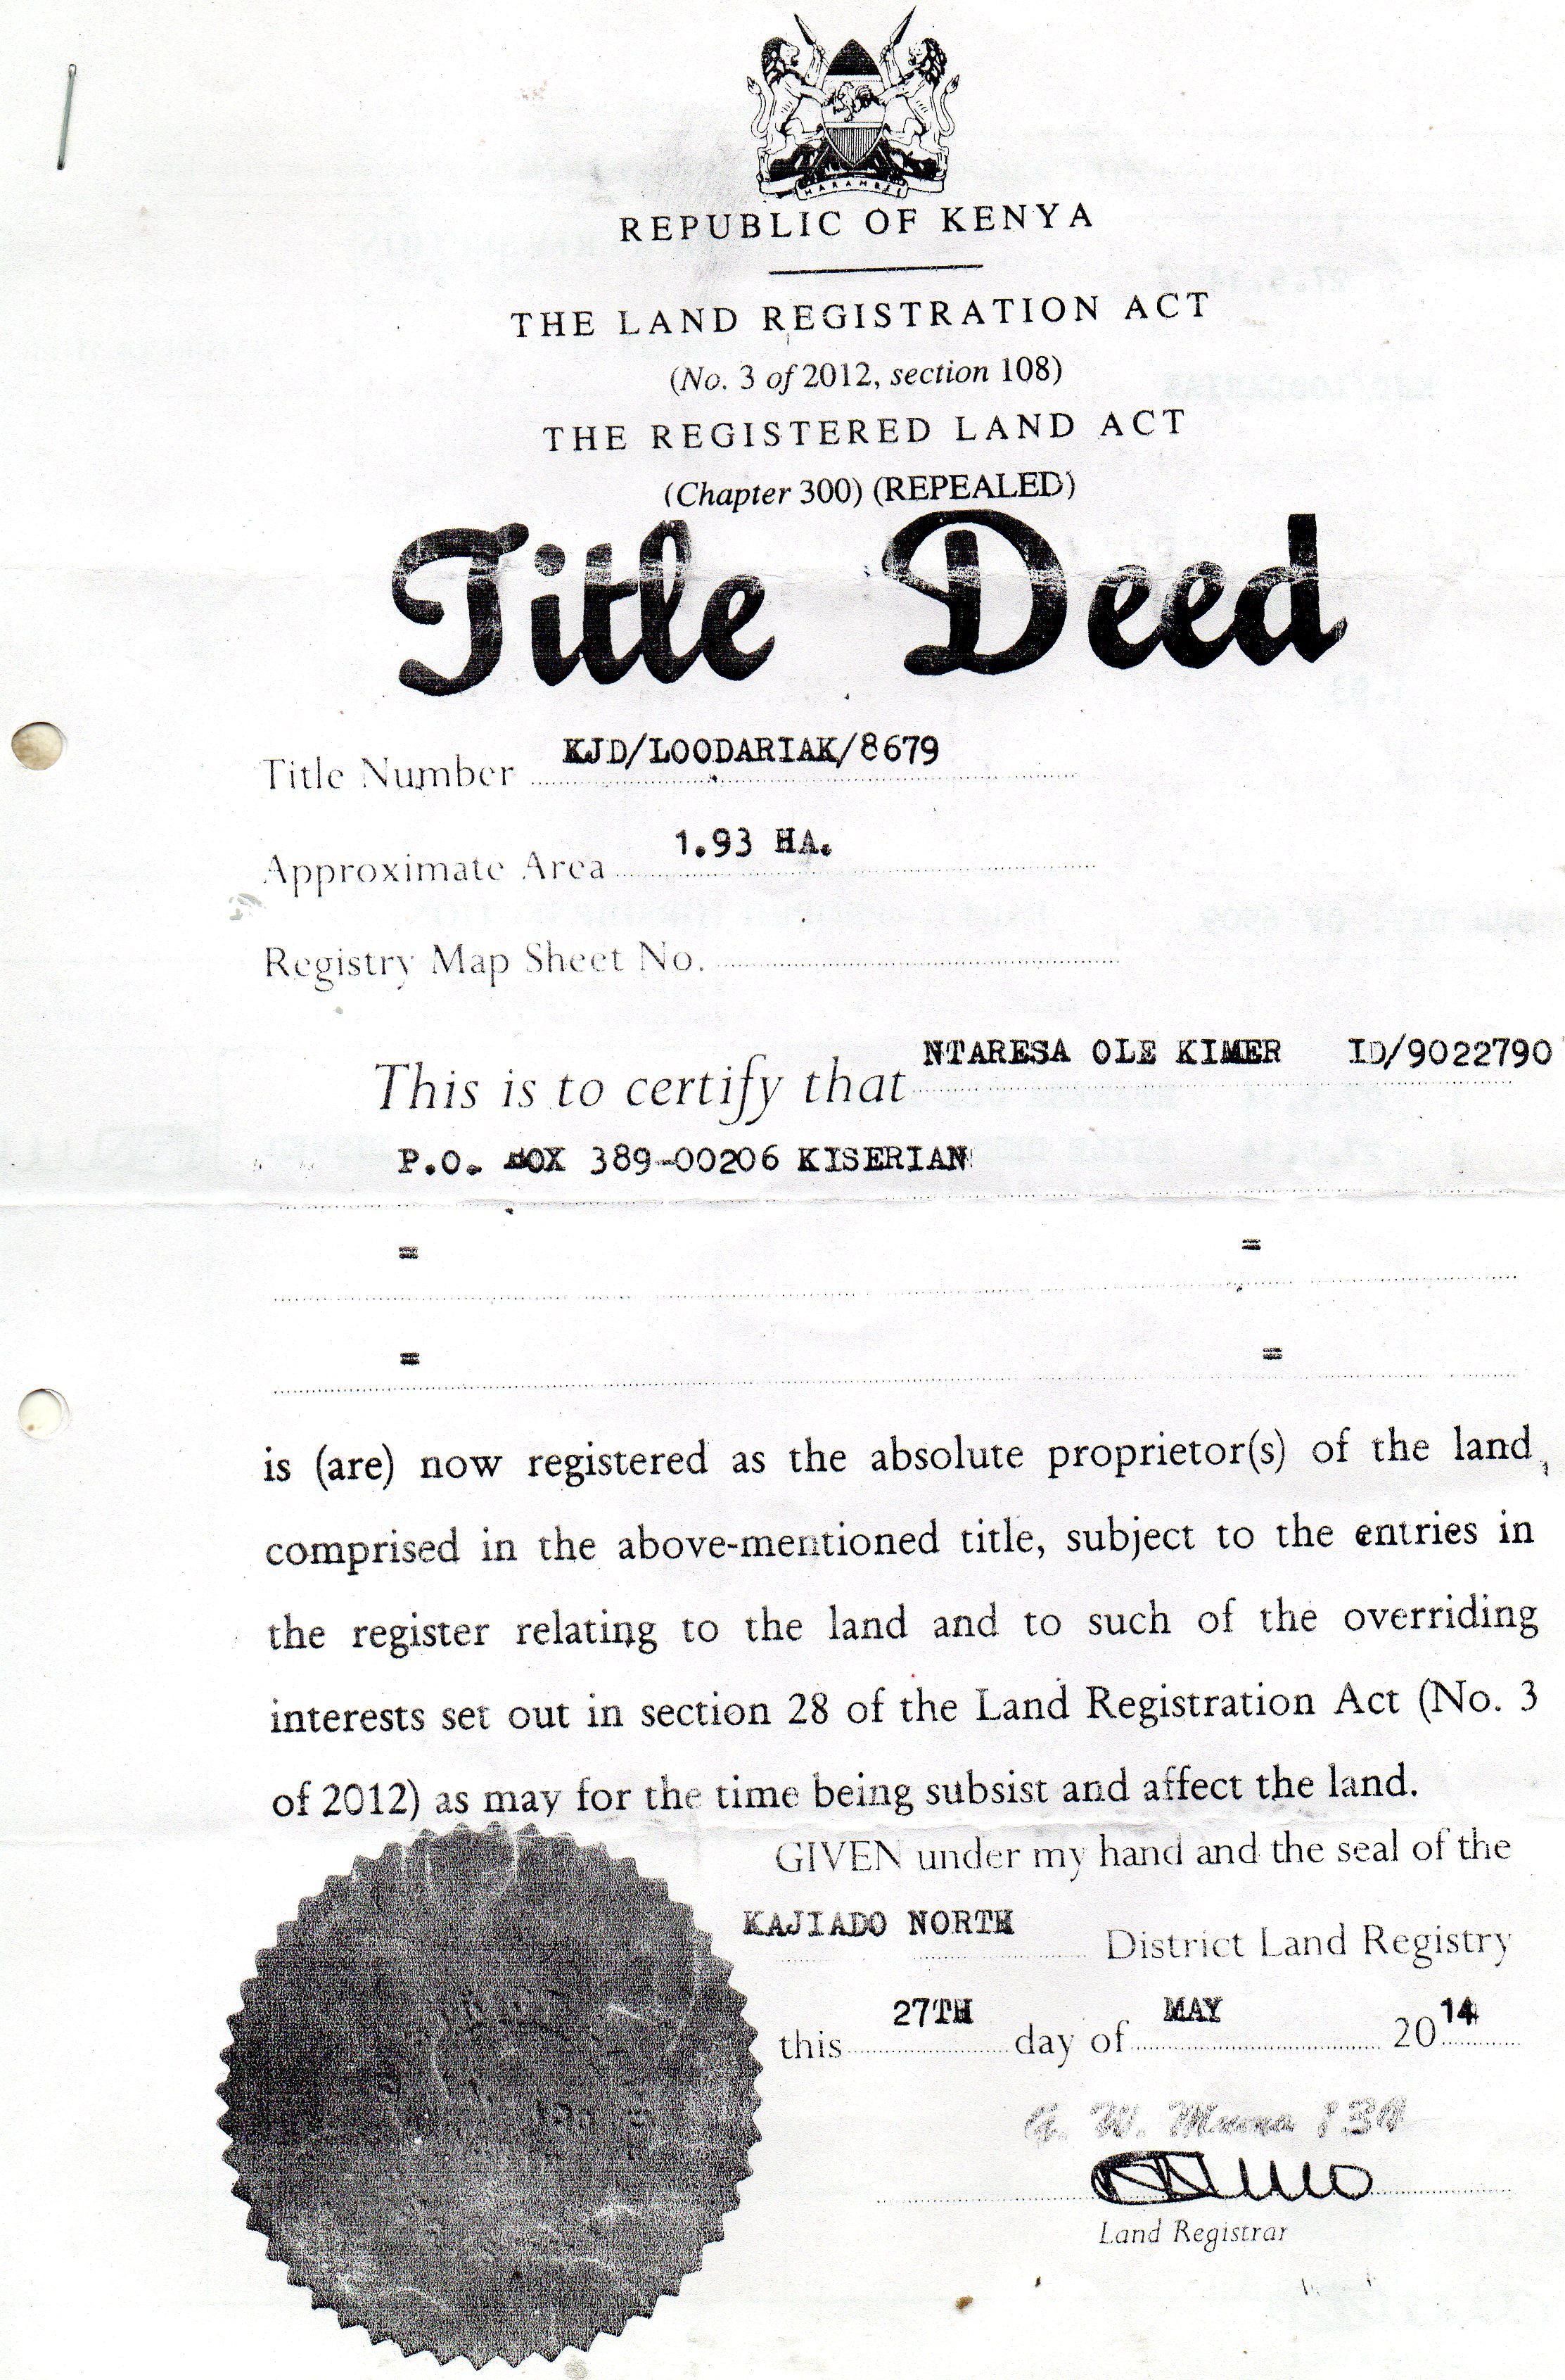 HARAMBEE
REPUBLIC OF KENYA
THE LAND REGISTRATION ACT
(No. 3 of 2012, section 108)
THE REGISTERED LAND ACT
(Chapter 300) (REPEALED)
Title Deed
Title Number KJD/LOODARIAK/8679
Approximate Area 1.93 HA.
Registry Map Sheet No.
This is to certify that NTARESA OLE KIMER ID/9022790
P.O. BOX 389-00206 KISERIAN
= =
= =
is (are) now registered as the absolute proprietor(s) of the land,
comprised in the above-mentioned title, subject to the entries in
the register relating to the land and to such of the overriding
interests set out in section 28 of the Land Registration Act (No. 3
of 2012) as may for the time being subsist and affect the land.
GIVEN under my hand and the seal of the
KAJIADO NORTH District Land Registry
this 27TH day of MAY 2014
G. W.
Land Registrar